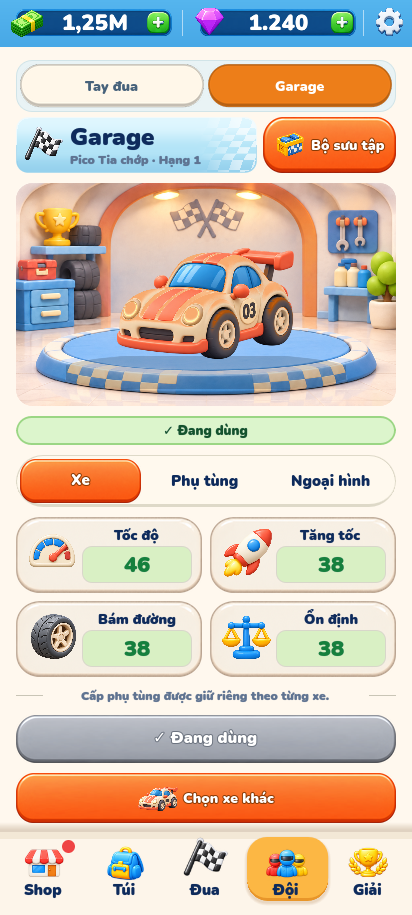 1,25M
+
1.240
+
Tay đua
Garage
Garage
Pico Tia chớp · Hạng 1
Bộ sưu tập
03
✓ Đang dùng
Xe
Phụ tùng
Ngoại hình
Tốc độ
46
Tăng tốc
38
Bám đường
38
Ổn định
38
Cấp phụ tùng được giữ riêng theo từng xe.
✓ Đang dùng
Chọn xe khác
Shop
Túi
Đua
Đội
Giải